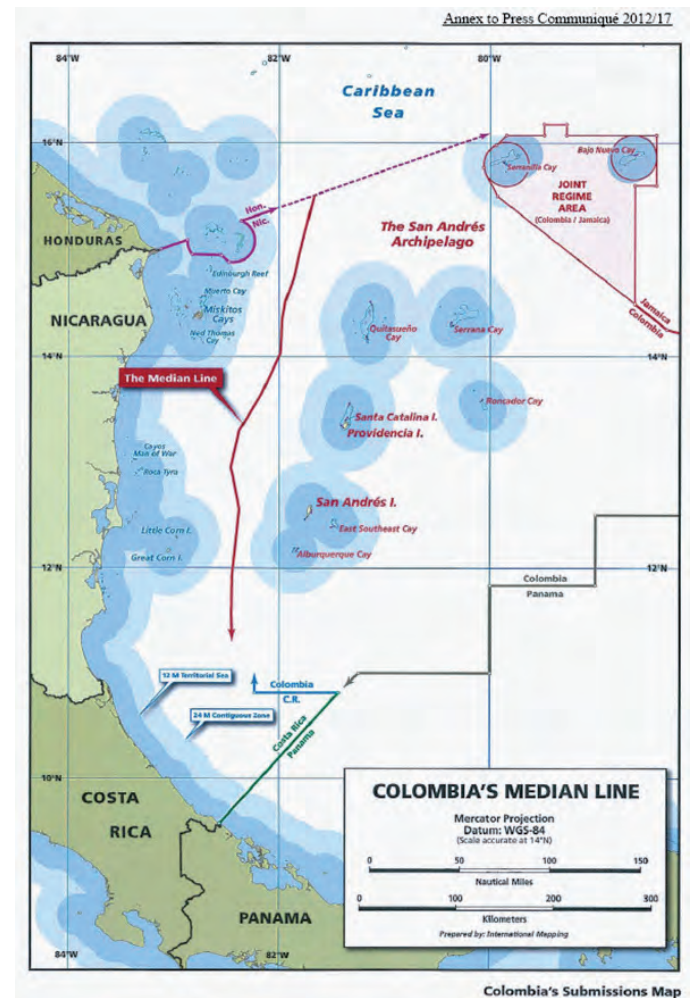 Annex to Press Communiqué 2012/17
84°W
82°W
80°W
Caribbean
Sea
16°N
16°N
Serranilla Cay
Bajo Nuevo Cay
JOINT
REGIME
AREA
(Colombia / Jamaica)
Hon.
Nic.
The San Andrés
Archipelago
HONDURAS
Edinburgh Reef
Muerto Cay
Miskitos
Cays
Ned Thomas
Cay
NICARAGUA
Quitasueño
Cay
Serrana Cay
Jamaica
Colombia
14°N
14°N
The Median Line
Santa Catalina I.
Providencia I.
Roncador Cay
Cayos
Man of War
Roca Tyra
San Andrés I.
East Southeast Cay
Little Corn I.
Great Corn I.
Alburquerque Cay
12°N
12°N
Colombia
Panama
12 M Territorial Sea
Colombia
C.R.
24 M Contiguous Zone
Costa Rica
Panama
10°N
COSTA
RICA
PANAMA
COLOMBIA'S MEDIAN LINE
Mercator Projection
Datum: WGS-84
(Scale accurate at 14°N)
0 50 100 150
Nautical Miles
0 100 200 300
Kilometers
Prepared by: International Mapping
84°W
82°W
Colombia's Submissions Map